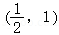 (1/2, 1)